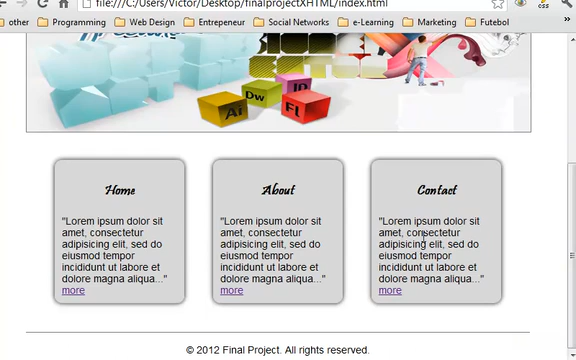 file:///C:/Users/Victor/Desktop/finalprojectXHTML/index.html
other Programming Web Design Entrepeneur Social Networks e-Learning Marketing Futebol
css
Ai Dw ID Fl
Home
"Lorem ipsum dolor sit
amet, consectetur
adipisicing elit, sed do
eiusmod tempor
incididunt ut labore et
dolore magna aliqua..."
more
About
"Lorem ipsum dolor sit
amet, consectetur
adipisicing elit, sed do
eiusmod tempor
incididunt ut labore et
dolore magna aliqua..."
more
Contact
"Lorem ipsum dolor sit
amet, consectetur
adipisicing elit, sed do
eiusmod tempor
incididunt ut labore et
dolore magna aliqua..."
more
© 2012 Final Project. All rights reserved.